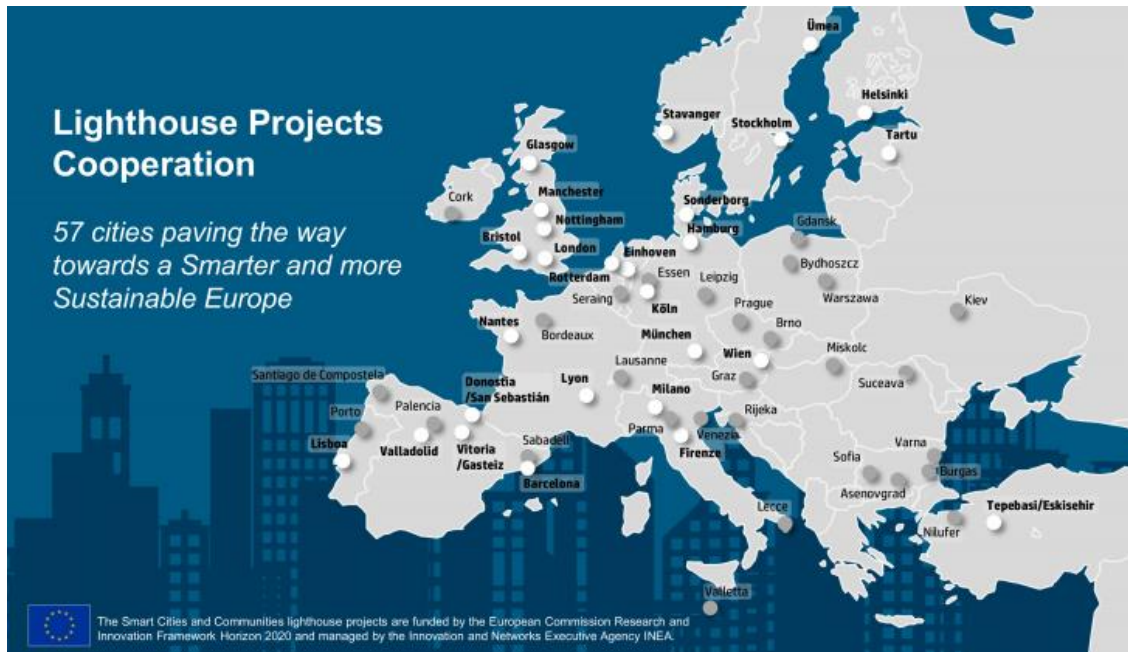 Lighthouse Projects
Cooperation
57 cities paving the way
towards a Smarter and more
Sustainable Europe
Ümea
Helsinki
Stavanger
Stockholm
Tartu
Glasgow
Cork
Manchester
Sonderborg
Nottingham
Hamburg
Gdansk
Bristol
London
Einhoven
Bydhoszcz
Rotterdam
Essen
Leipzig
Seraing
Warszawa
Kiev
Köln
Prague
Nantes
Bordeaux
München
Brno
Wien
Miskolc
Lausanne
Santiago de Compostela
Donostia
/San Sebastián
Lyon
Graz
Suceava
Milano
Porto
Palencia
Parma
Venezia
Rijeka
Lisboa
Valladolid
Vitoria
/Gasteiz
Sabadell
Firenze
Varna
Sofia
Burgas
Barcelona
Asenovgrad
Lecce
Tepebasi/Eskisehir
Nilufer
Valletta
The Smart Cities and Communities lighthouse projects are funded by the European Commission Research and
Innovation Framework Horizon 2020 and managed by the Innovation and Networks Executive Agency INEA.